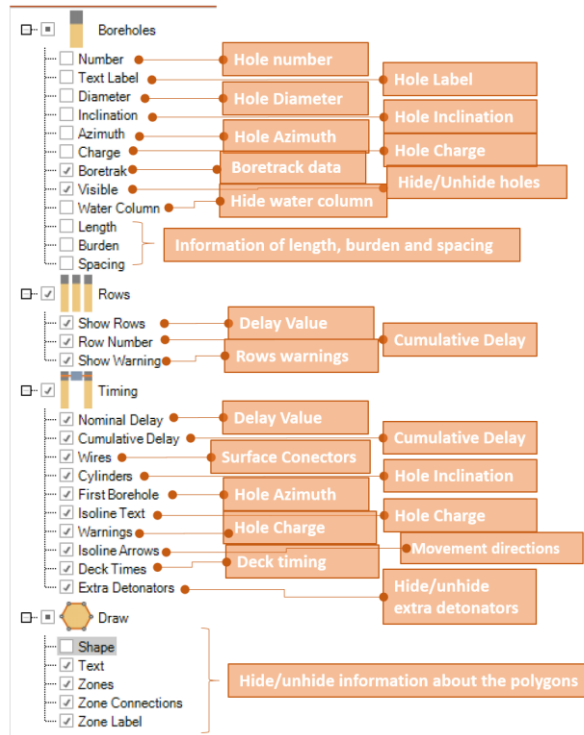 Boreholes
Number
Hole number
Text Label
Hole Label
Diameter
Hole Diameter
Inclination
Hole Inclination
Azimuth
Hole Azimuth
Charge
Hole Charge
Boretrak
Boretrack data
Visible
Hide/Unhide holes
Water Column
Hide water column
Length
Burden
Information of length, burden and spacing
Spacing
Rows
Show Rows
Delay Value
Row Number
Cumulative Delay
Show Warning
Rows warnings
Timing
Nominal Delay
Delay Value
Cumulative Delay
Cumulative Delay
Wires
Surface Conectors
Cylinders
Hole Inclination
First Borehole
Hole Azimuth
Isoline Text
Hole Charge
Warnings
Hole Charge
Isoline Arrows
Movement directions
Deck Times
Deck timing
Extra Detonators
Hide/unhide
extra detonators
Draw
Shape
Text
Zones
Hide/unhide information about the polygons
Zone Connections
Zone Label